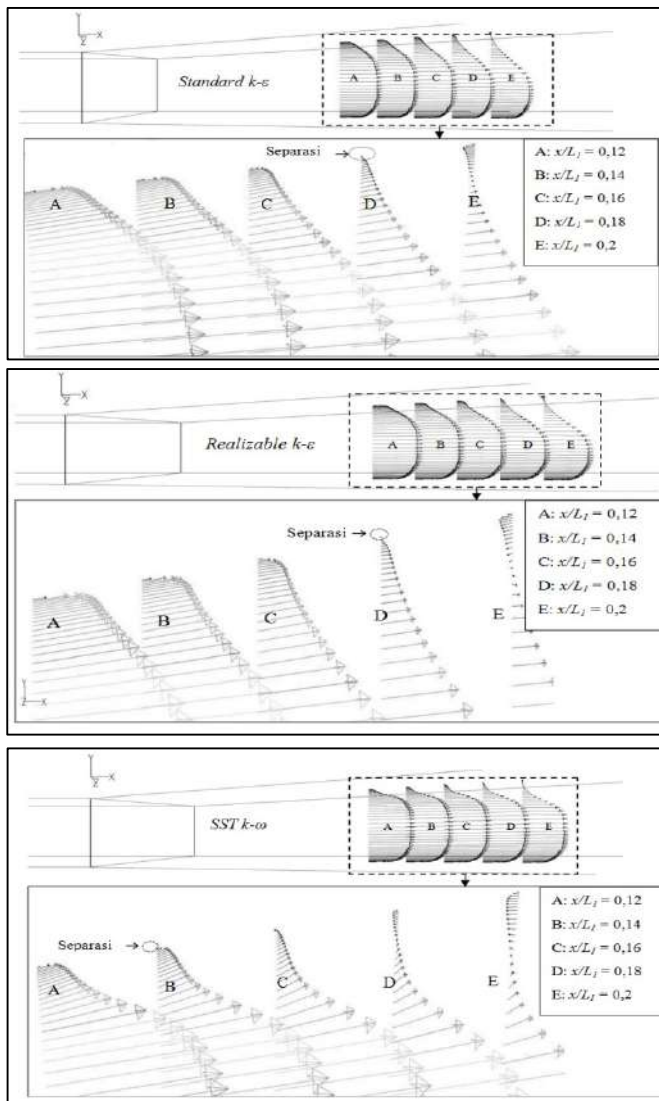 Y
Z
X
Standard k-ε
A B C D E
Separasi
A B C D E
A: x/L₁ = 0,12
B: x/L₁ = 0,14
C: x/L₁ = 0,16
D: x/L₁ = 0,18
E: x/L₁ = 0,2
Y
Z
X
Realizable k-ε
A B C D E
Separasi
A B C D E
A: x/L₁ = 0,12
B: x/L₁ = 0,14
C: x/L₁ = 0,16
D: x/L₁ = 0,18
E: x/L₁ = 0,2
Y
Z X
Y
Z
X
SST k-ω
A B C D E
Separasi
A B C D E
A: x/L₁ = 0,12
B: x/L₁ = 0,14
C: x/L₁ = 0,16
D: x/L₁ = 0,18
E: x/L₁ = 0,2